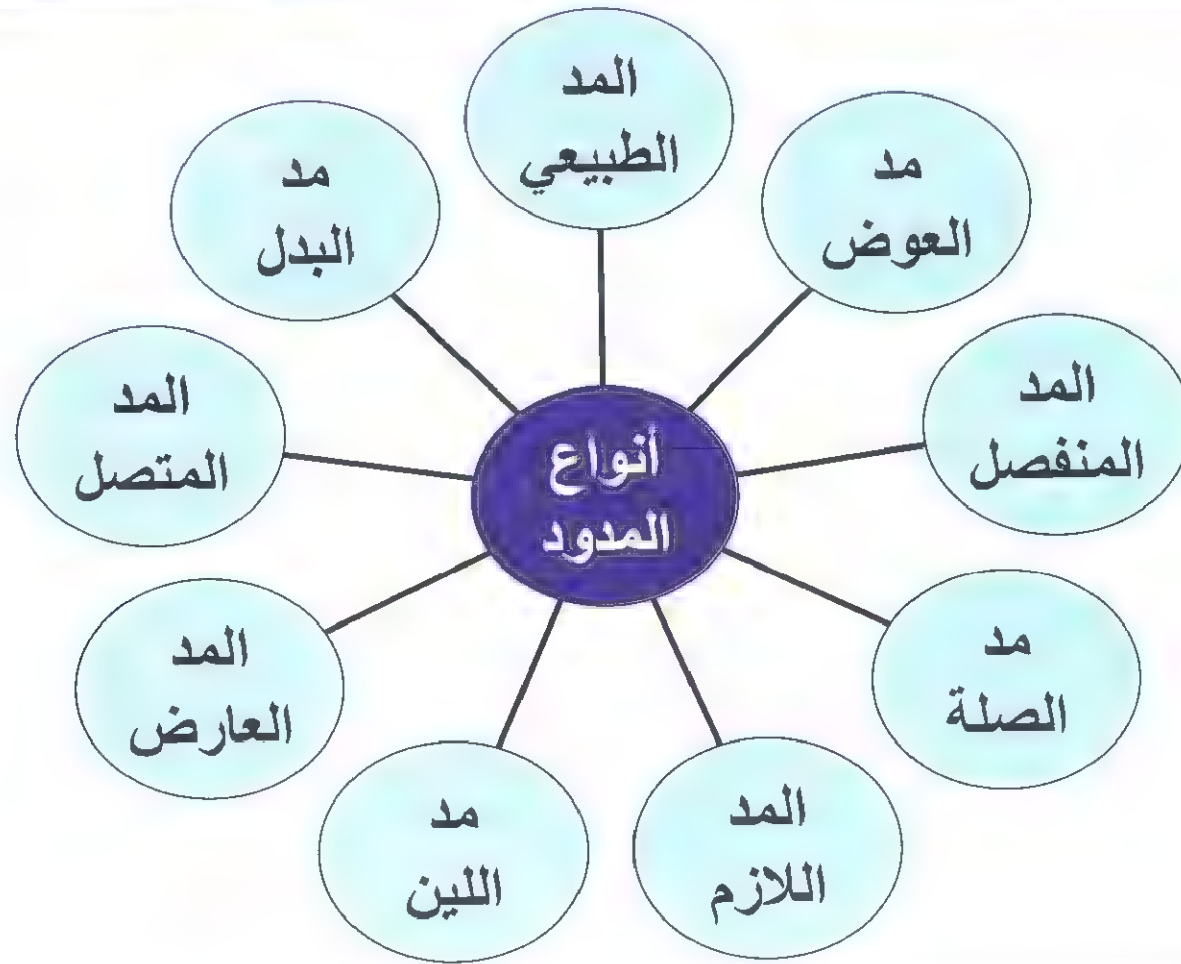 أنواع
المدود
المد
الطبيعي
مد
العوض
المد
المنفصل
مد
الصلة
المد
اللازم
مد
اللين
المد
العارض
المد
المتصل
مد
البدل